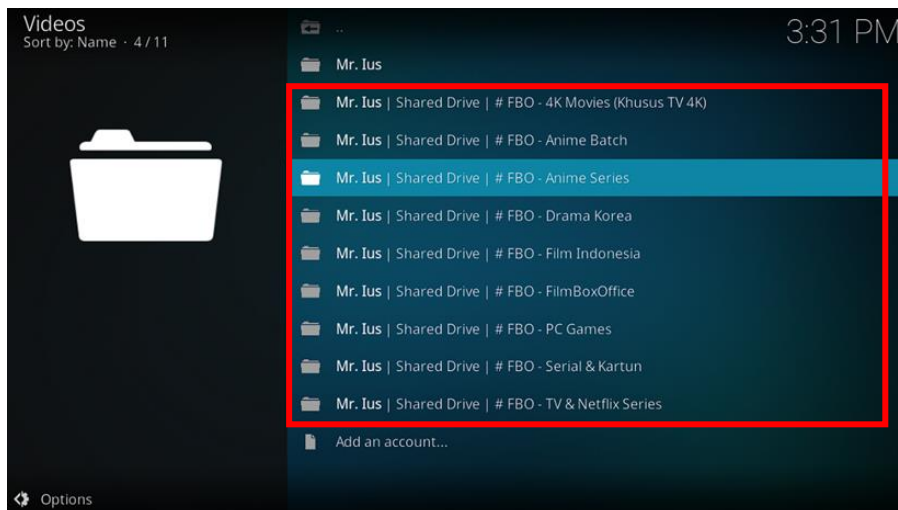 Videos
Sort by: Name · 4 / 11
3:31 PM
..
Mr. Ius
Mr. Ius | Shared Drive | # FBO - 4K Movies (Khusus TV 4K)
Mr. Ius | Shared Drive | # FBO - Anime Batch
Mr. Ius | Shared Drive | # FBO - Anime Series
Mr. Ius | Shared Drive | # FBO - Drama Korea
Mr. Ius | Shared Drive | # FBO - Film Indonesia
Mr. Ius | Shared Drive | # FBO - FilmBoxOffice
Mr. Ius | Shared Drive | # FBO - PC Games
Mr. Ius | Shared Drive | # FBO - Serial & Kartun
Mr. Ius | Shared Drive | # FBO - TV & Netflix Series
Add an account...
Options